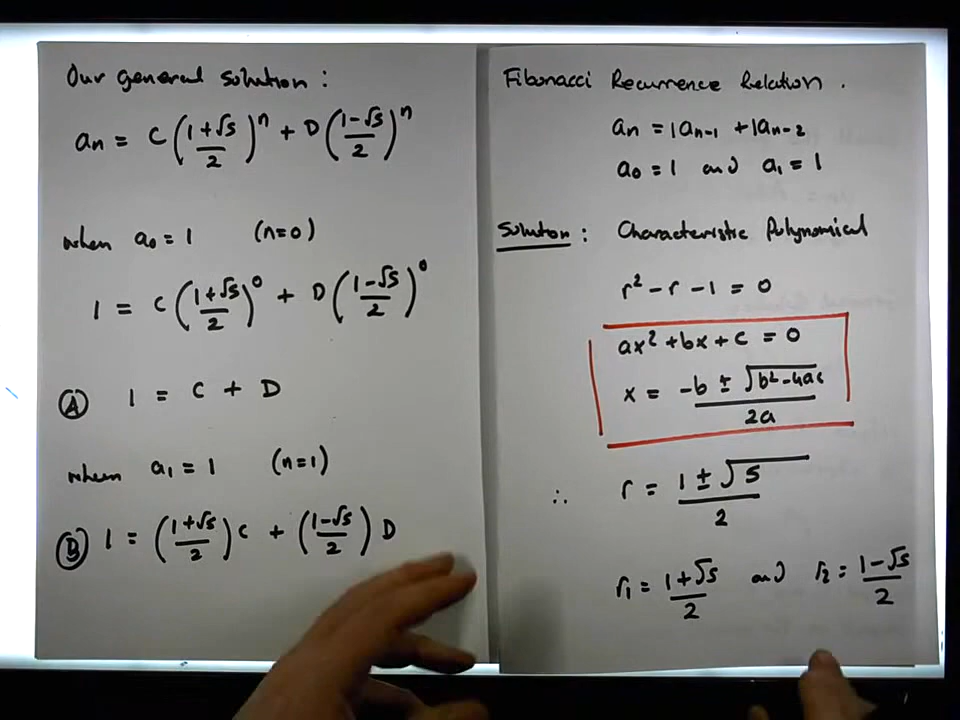 Our general solution :
an = C (1+√5/2)^n + D (1-√5/2)^n
when a0 = 1 (n=0)
1 = C (1+√5/2)^0 + D (1-√5/2)^0
Ⓐ 1 = C + D
when a1 = 1 (n=1)
Ⓑ 1 = (1+√5/2) C + (1-√5/2) D
Fibonacci Recurrence Relation .
an = 1an-1 + 1an-2
a0 = 1 and a1 = 1
Solution : Characteristic Polynomical
r² - r - 1 = 0
ax² + bx + c = 0
x = -b ± √b²-4ac / 2a
∴ r = 1 ± √5 / 2
r1 = 1+√5/2 and r2 = 1-√5/2